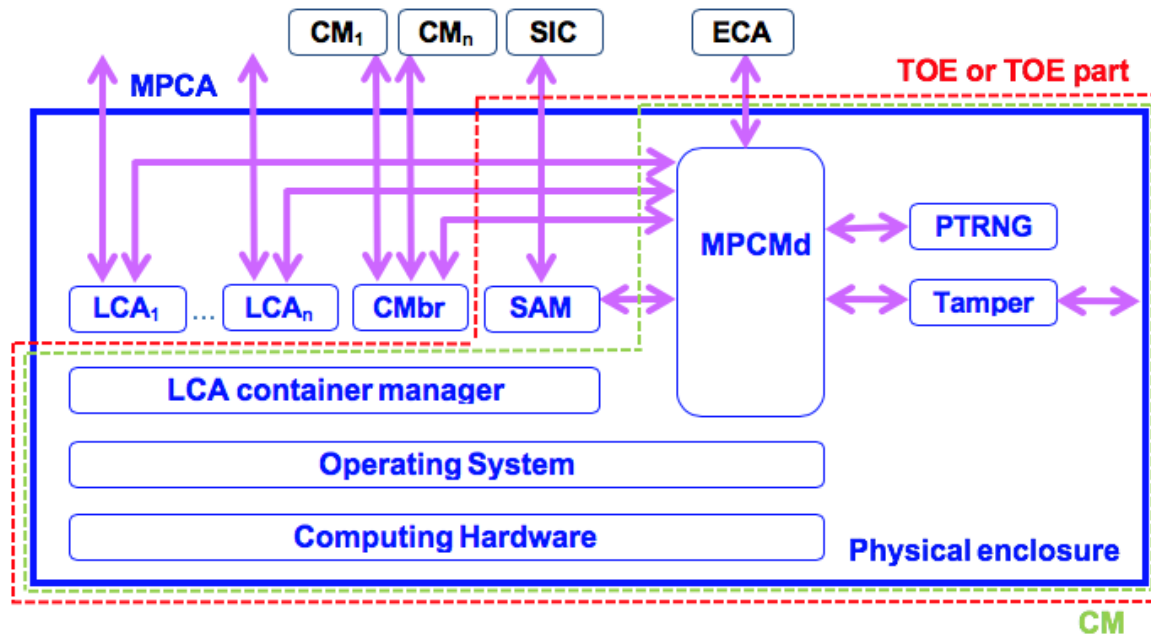 CM₁ CMₙ SIC ECA
TOE or TOE part
MPCA
MPCMd
PTRNG
LCA₁ ... LCAₙ CMbr SAM Tamper
LCA container manager
Operating System
Computing Hardware
Physical enclosure
CM